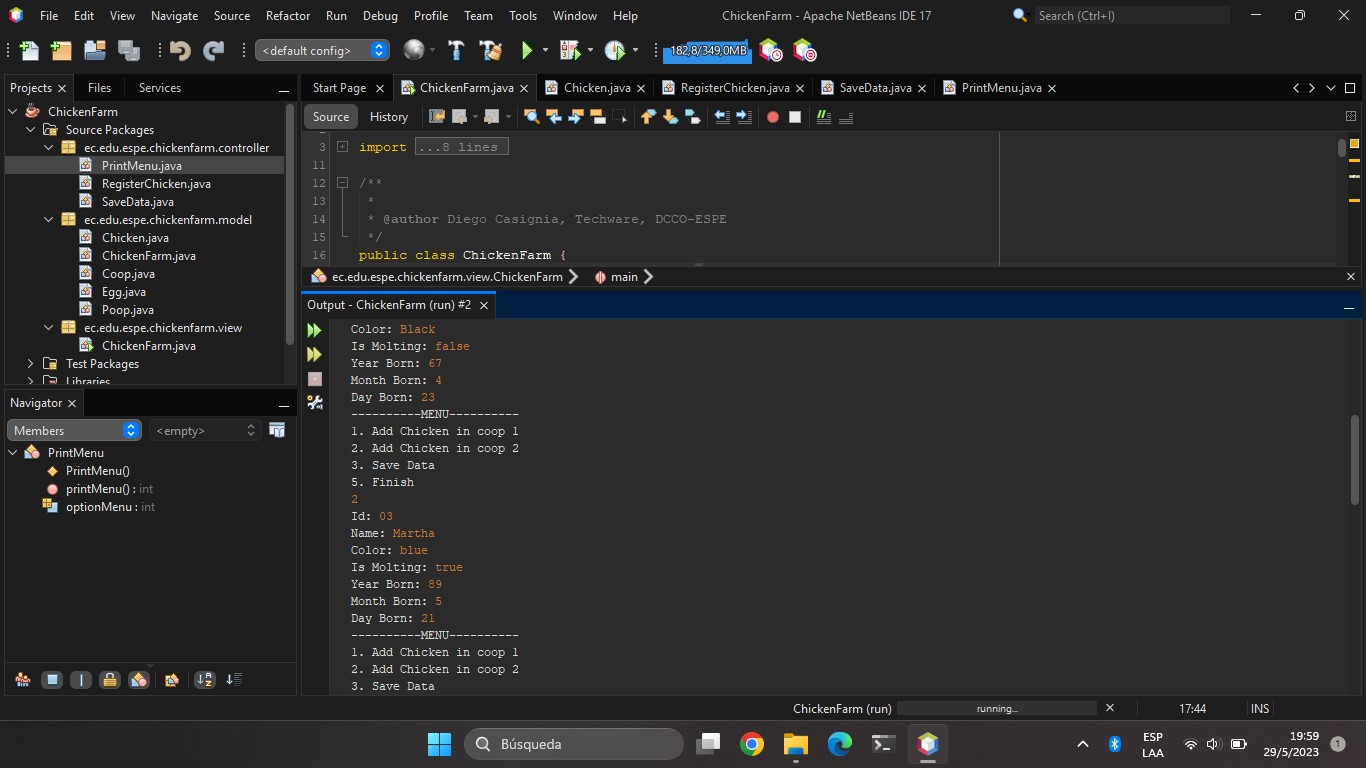 File Edit View Navigate Source Refactor Run Debug Profile Team Tools Window Help
ChickenFarm - Apache NetBeans IDE 17
Search (Ctrl+I)
<default config>
182,8/349,0MB
Projects Files Services
Start Page ChickenFarm.java Chicken.java RegisterChicken.java SaveData.java PrintMenu.java
ChickenFarm
Source Packages
ec.edu.espe.chickenfarm.controller
PrintMenu.java
RegisterChicken.java
SaveData.java
ec.edu.espe.chickenfarm.model
Chicken.java
ChickenFarm.java
Coop.java
Egg.java
Poop.java
ec.edu.espe.chickenfarm.view
ChickenFarm.java
Test Packages
Libraries
Source History
3 import ...8 lines
11
12 /**
13 *
14 * @author Diego Casignia, Techware, DCCO-ESPE
15 */
16 public class ChickenFarm {
ec.edu.espe.chickenfarm.view.ChickenFarm main
Navigator
Members
<empty>
PrintMenu
PrintMenu()
printMenu() : int
optionMenu : int
Output - ChickenFarm (run) #2
Color: Black
Is Molting: false
Year Born: 67
Month Born: 4
Day Born: 23
----------MENU----------
1. Add Chicken in coop 1
2. Add Chicken in coop 2
3. Save Data
5. Finish
2
Id: 03
Name: Martha
Color: blue
Is Molting: true
Year Born: 89
Month Born: 5
Day Born: 21
----------MENU----------
1. Add Chicken in coop 1
2. Add Chicken in coop 2
3. Save Data
ChickenFarm (run) running... 17:44 INS
Búsqueda
ESP
LAA
19:59
29/5/2023
1